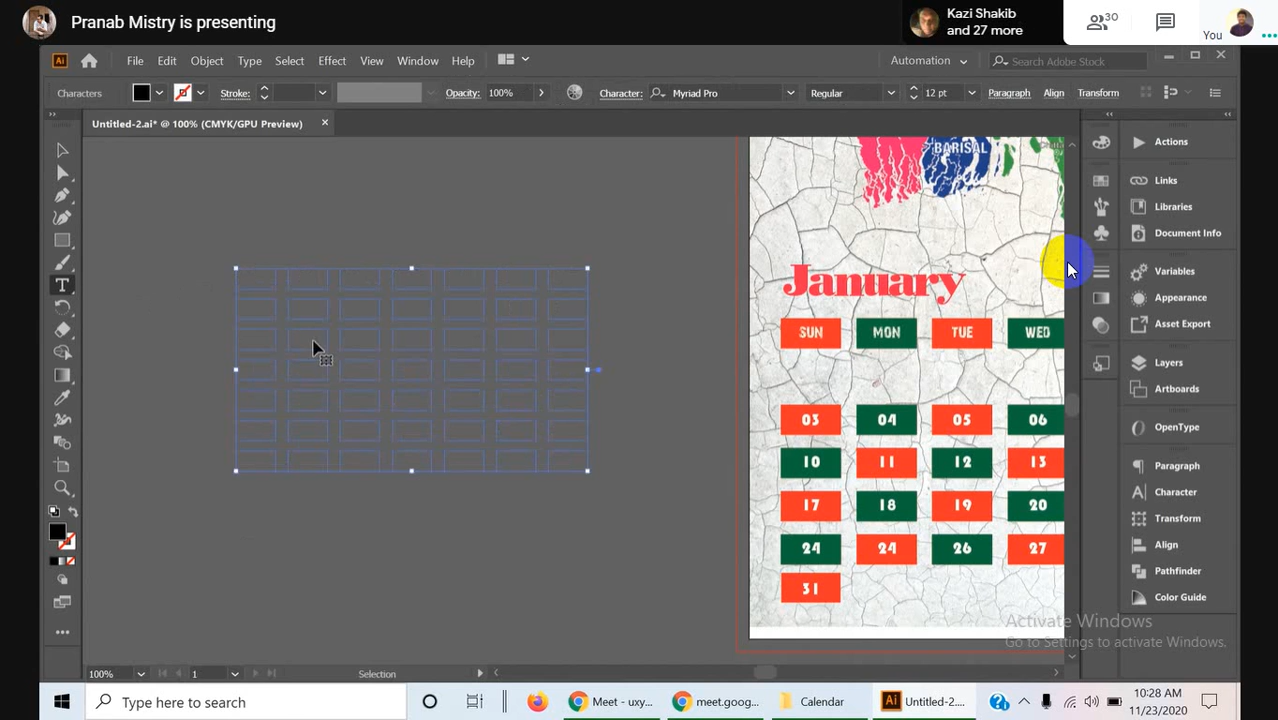 Pranab Mistry is presenting
Kazi Shakib
and 27 more
30
You
Ai
File Edit Object Type Select Effect View Window Help
Automation
Search Adobe Stock
Characters
Stroke:
Opacity: 100%
Character: Myriad Pro
Regular
12 pt
Paragraph
Align
Transform
Untitled-2.ai* @ 100% (CMYK/GPU Preview)
BARISAL
January
SUN MON TUE WED
03 04 05 06
10 11 12 13
17 18 19 20
24 24 26 27
31
Actions
Links
Libraries
Document Info
Variables
Appearance
Asset Export
Layers
Artboards
OpenType
Paragraph
Character
Transform
Align
Pathfinder
Color Guide
Activate Windows
Go to Settings to activate Windows.
100%
1
Selection
Type here to search
Meet - uxy...
meet.goog...
Calendar
Untitled-2....
10:28 AM
11/23/2020